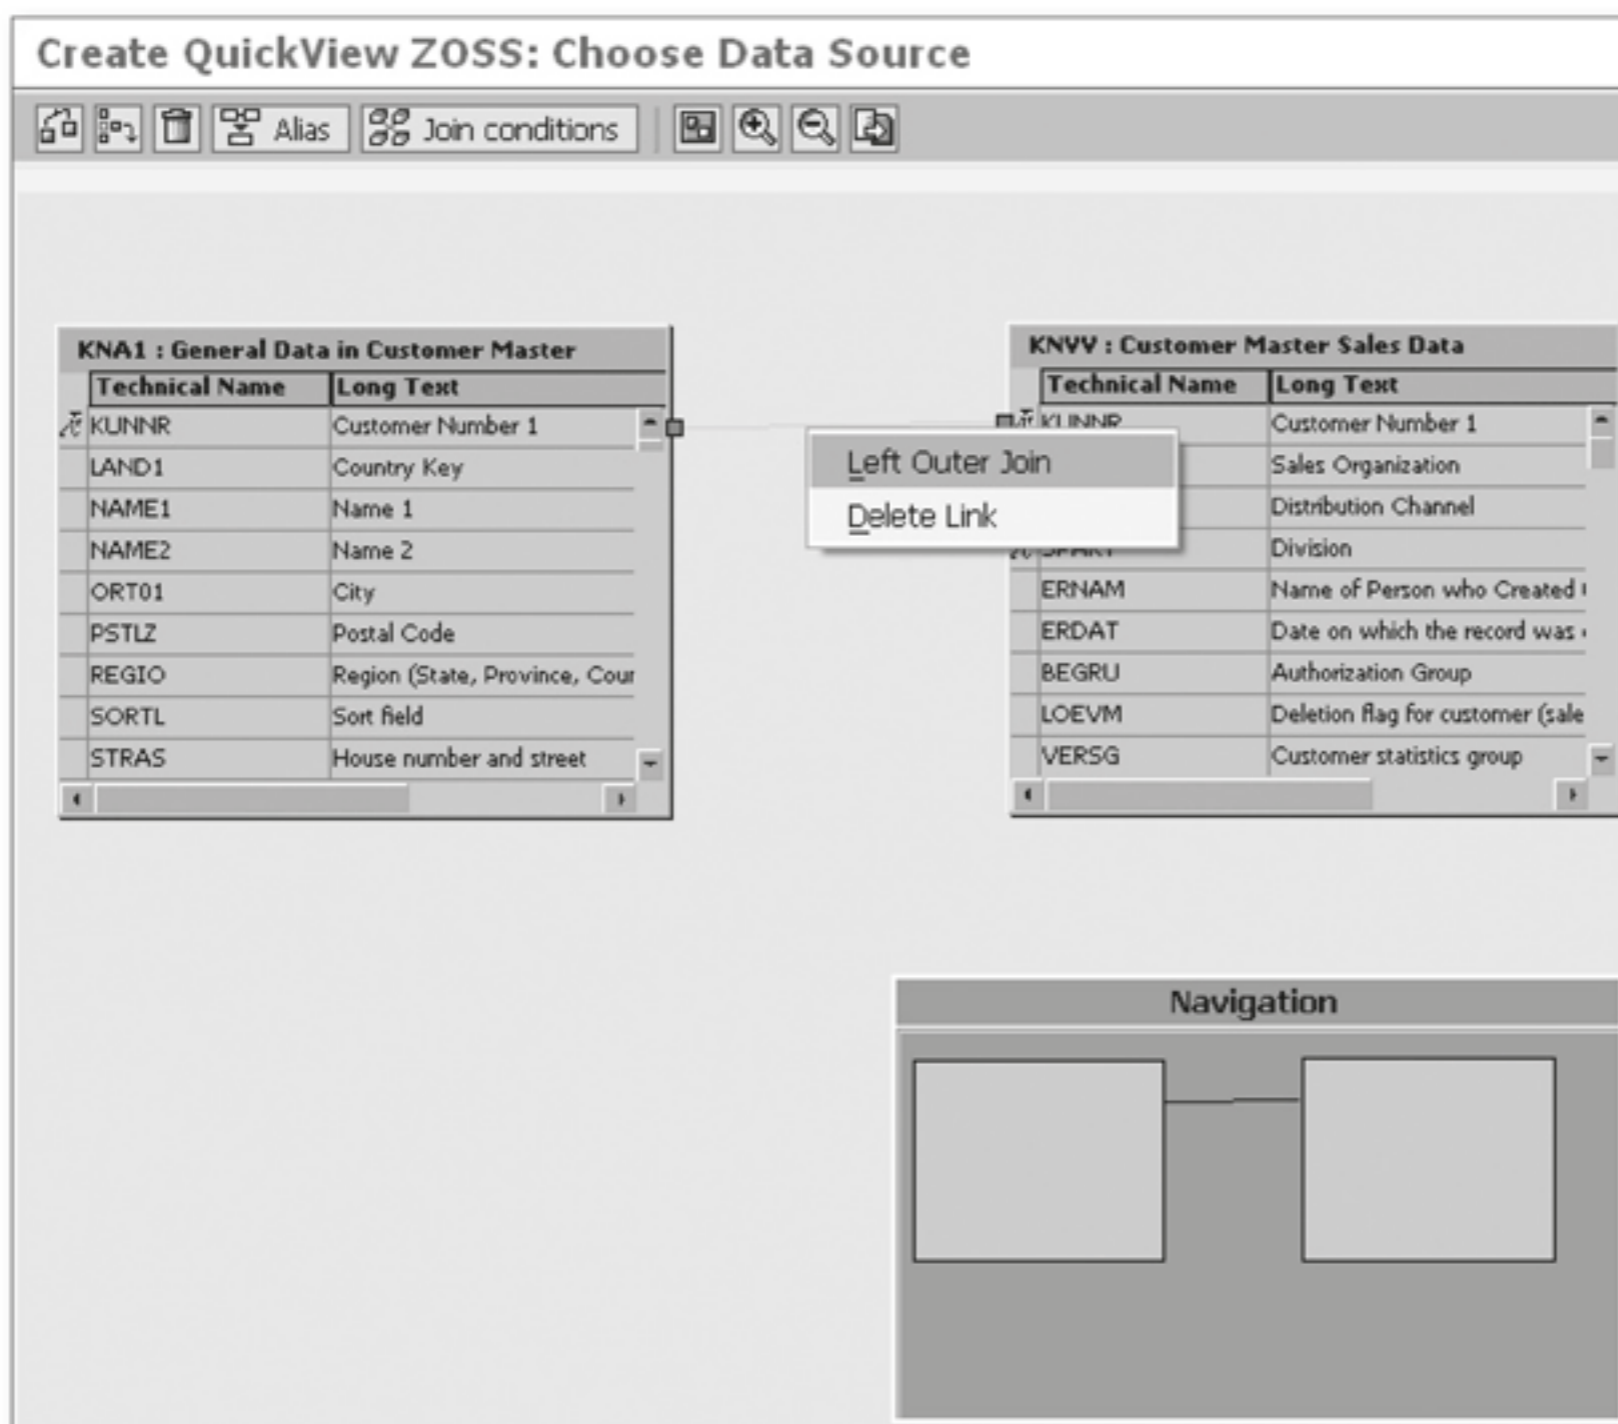 Create QuickView ZOSS: Choose Data Source
Alias Join conditions
KNA1 : General Data in Customer Master
Technical Name Long Text
KUNNR Customer Number 1
LAND1 Country Key
NAME1 Name 1
NAME2 Name 2
ORT01 City
PSTLZ Postal Code
REGIO Region (State, Province, Cour
SORTL Sort field
STRAS House number and street
KNVV : Customer Master Sales Data
Technical Name Long Text
KUNNR Customer Number 1
Sales Organization
Distribution Channel
Division
ERNAM Name of Person who Created
ERDAT Date on which the record was
BEGRU Authorization Group
LOEVM Deletion flag for customer (sale
VERSG Customer statistics group
Left Outer Join
Delete Link
Navigation